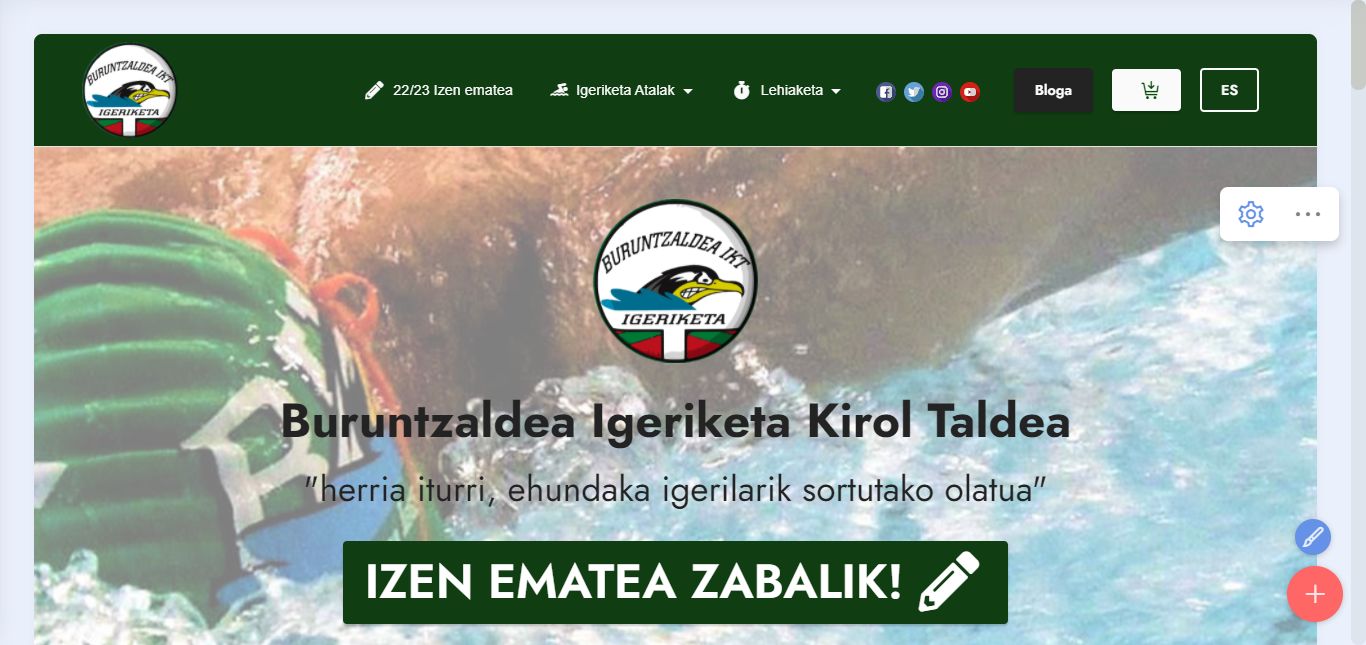 BURUNTZALDEA IKT
IGERIKETA
22/23 Izen ematea
Igeriketa Atalak
Lehiaketa
Bloga
ES
BURUNTZALDEA IKT
IGERIKETA
Buruntzaldea Igeriketa Kirol Taldea
"herria iturri, ehundaka igerilarik sortutako olatua"
IZEN EMATEA ZABALIK!